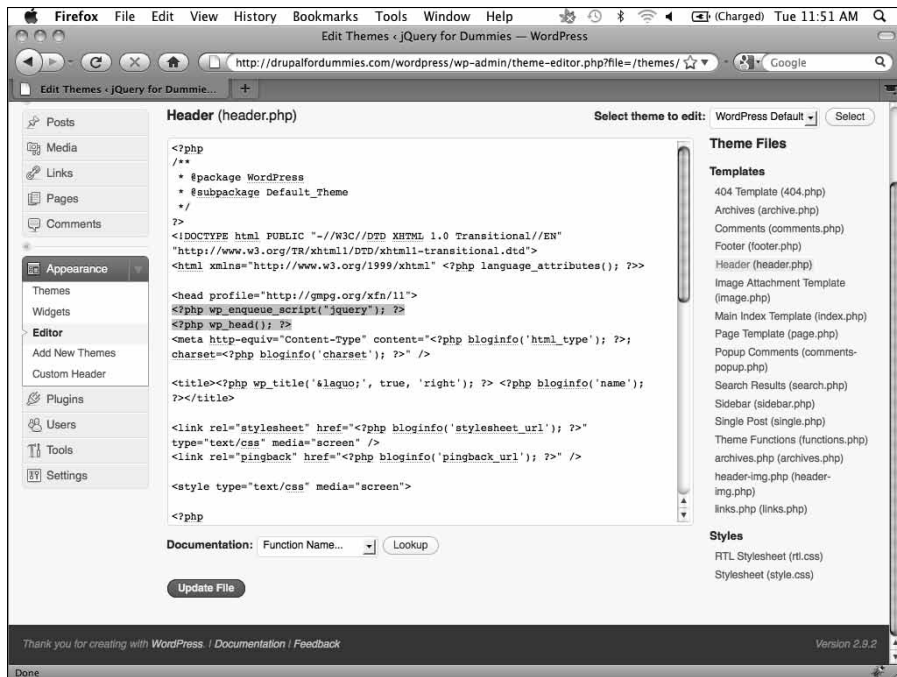 Firefox File Edit View History Bookmarks Tools Window Help (Charged) Tue 11:51 AM
Edit Themes ‹ jQuery for Dummies — WordPress
http://drupalfordummies.com/wordpress/wp-admin/theme-editor.php?file=/themes/ Google
Edit Themes ‹ jQuery for Dummie... +
Posts
Media
Links
Pages
Comments
Appearance
Themes
Widgets
Editor
Add New Themes
Custom Header
Plugins
Users
Tools
Settings
Header (header.php)
Select theme to edit: WordPress Default Select
<?php
/**
 * @package WordPress
 * @subpackage Default_Theme
 */
?>
<!DOCTYPE html PUBLIC "-//W3C//DTD XHTML 1.0 Transitional//EN"
"http://www.w3.org/TR/xhtml1/DTD/xhtml1-transitional.dtd">
<html xmlns="http://www.w3.org/1999/xhtml" <?php language_attributes(); ?>>
<head profile="http://gmpg.org/xfn/11">
<?php wp_enqueue_script("jquery"); ?>
<?php wp_head(); ?>
<meta http-equiv="Content-Type" content="<?php bloginfo('html_type'); ?>;
charset=<?php bloginfo('charset'); ?>" />
<title><?php wp_title('&laquo;', true, 'right'); ?> <?php bloginfo('name');
?></title>
<link rel="stylesheet" href="<?php bloginfo('stylesheet_url'); ?>"
type="text/css" media="screen" />
<link rel="pingback" href="<?php bloginfo('pingback_url'); ?>" />
<style type="text/css" media="screen">
<?php
Documentation: Function Name... Lookup
Update File
Theme Files
Templates
404 Template (404.php)
Archives (archive.php)
Comments (comments.php)
Footer (footer.php)
Header (header.php)
Image Attachment Template
(image.php)
Main Index Template (index.php)
Page Template (page.php)
Popup Comments (comments-
popup.php)
Search Results (search.php)
Sidebar (sidebar.php)
Single Post (single.php)
Theme Functions (functions.php)
archives.php (archives.php)
header-img.php (header-
img.php)
links.php (links.php)
Styles
RTL Stylesheet (rtl.css)
Stylesheet (style.css)
Thank you for creating with WordPress. | Documentation | Feedback
Version 2.9.2
Done